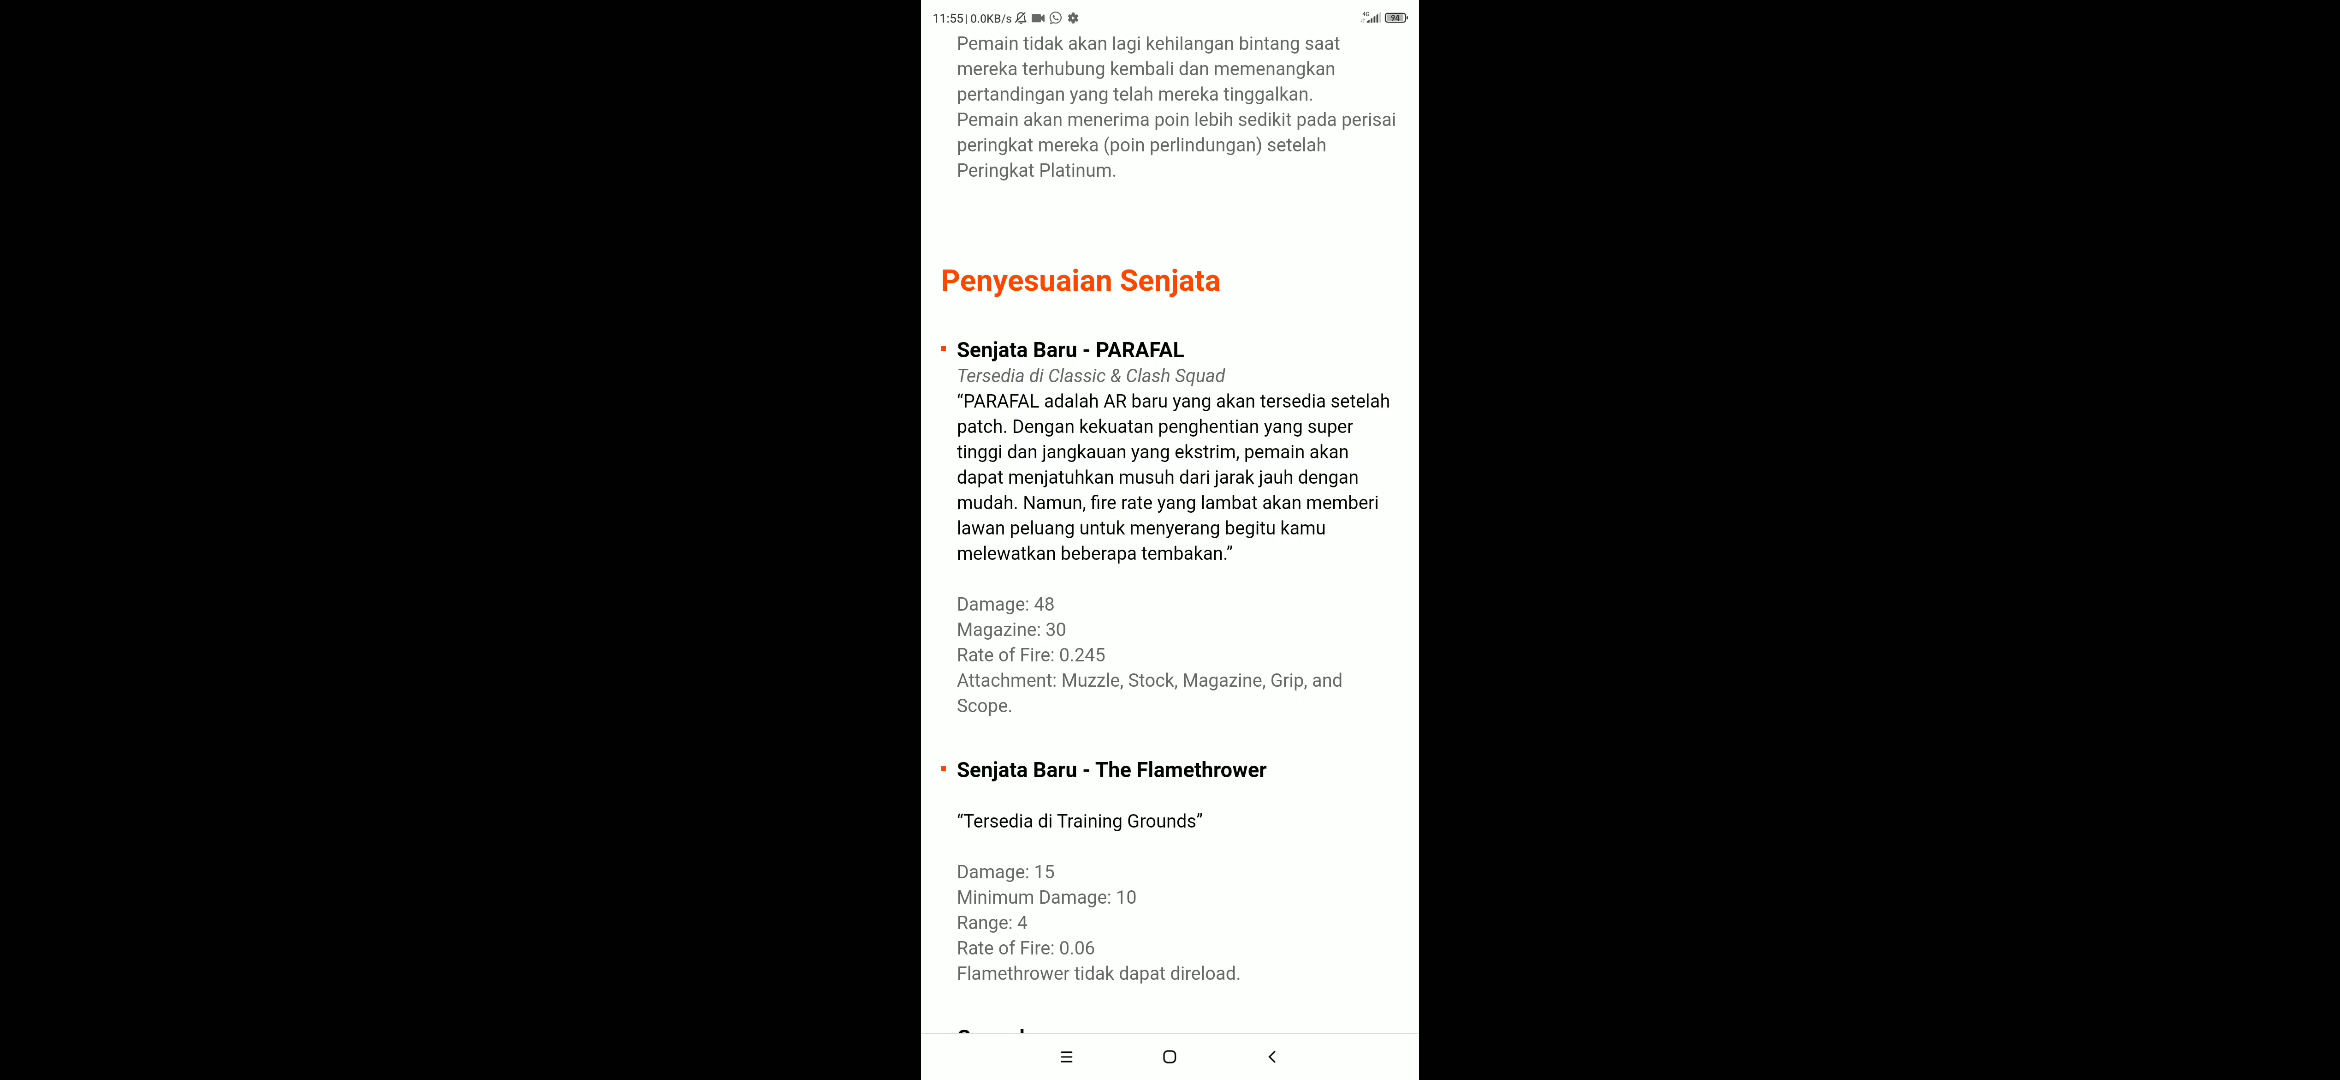 11:55 | 0.0KB/s
4G
94
Pemain tidak akan lagi kehilangan bintang saat
mereka terhubung kembali dan memenangkan
pertandingan yang telah mereka tinggalkan.
Pemain akan menerima poin lebih sedikit pada perisai
peringkat mereka (poin perlindungan) setelah
Peringkat Platinum.
Penyesuaian Senjata
Senjata Baru - PARAFAL
Tersedia di Classic & Clash Squad
“PARAFAL adalah AR baru yang akan tersedia setelah
patch. Dengan kekuatan penghentian yang super
tinggi dan jangkauan yang ekstrim, pemain akan
dapat menjatuhkan musuh dari jarak jauh dengan
mudah. Namun, fire rate yang lambat akan memberi
lawan peluang untuk menyerang begitu kamu
melewatkan beberapa tembakan.”
Damage: 48
Magazine: 30
Rate of Fire: 0.245
Attachment: Muzzle, Stock, Magazine, Grip, and
Scope.
Senjata Baru - The Flamethrower
“Tersedia di Training Grounds”
Damage: 15
Minimum Damage: 10
Range: 4
Rate of Fire: 0.06
Flamethrower tidak dapat direload.